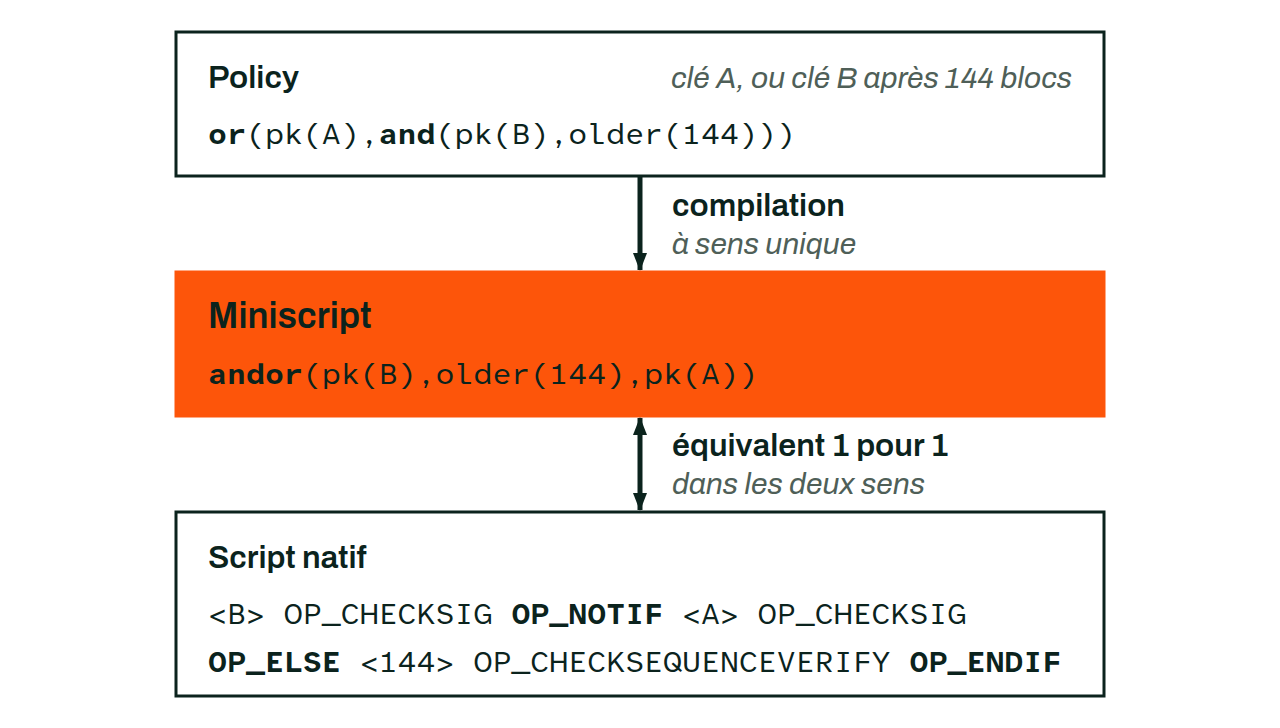 Policy
clé A, ou clé B après 144 blocs
or(pk(A),and(pk(B),older(144)))
compilation
à sens unique
Miniscript
andor(pk(B),older(144),pk(A))
équivalent 1 pour 1
dans les deux sens
Script natif
<B> OP_CHECKSIG OP_NOTIF <A> OP_CHECKSIG
OP_ELSE <144> OP_CHECKSEQUENCEVERIFY OP_ENDIF